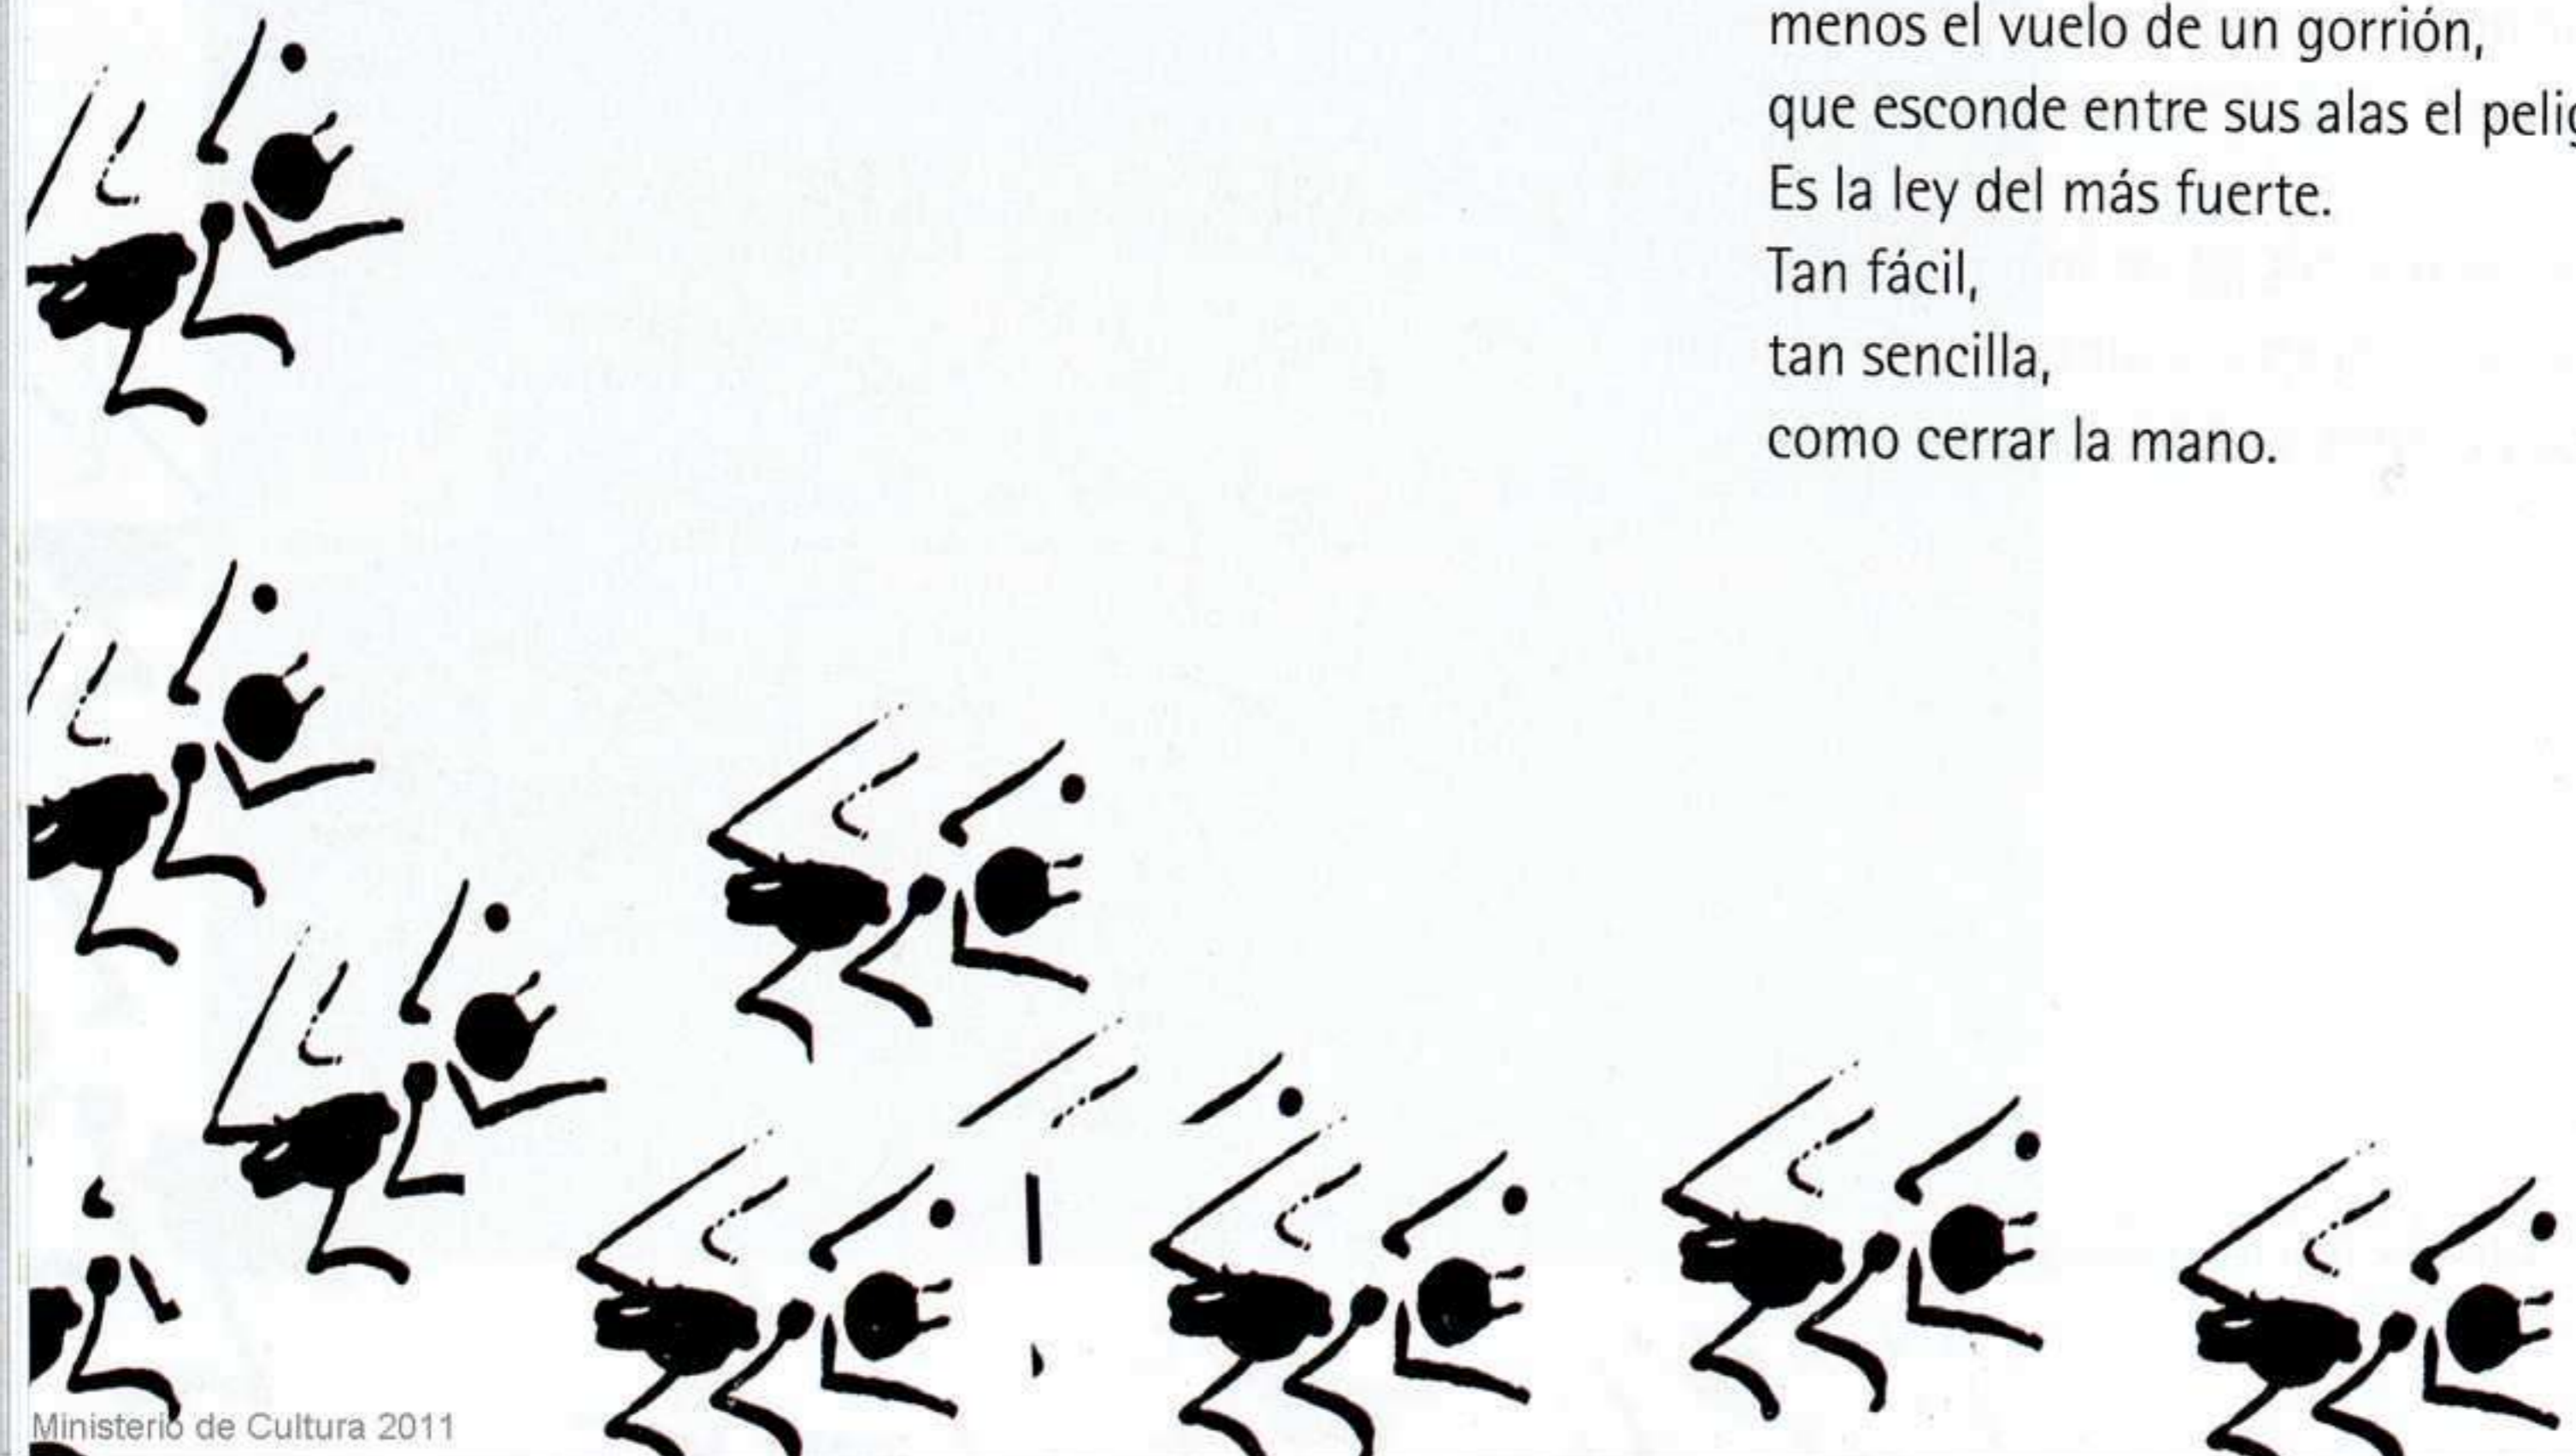 menos el vuelo de un gorrión,
que esconde entre sus alas el
Es la ley del más fuerte.
Tan fácil,
tan sencilla,
como cerrar la mano.
Ministerio de Cultura 2011